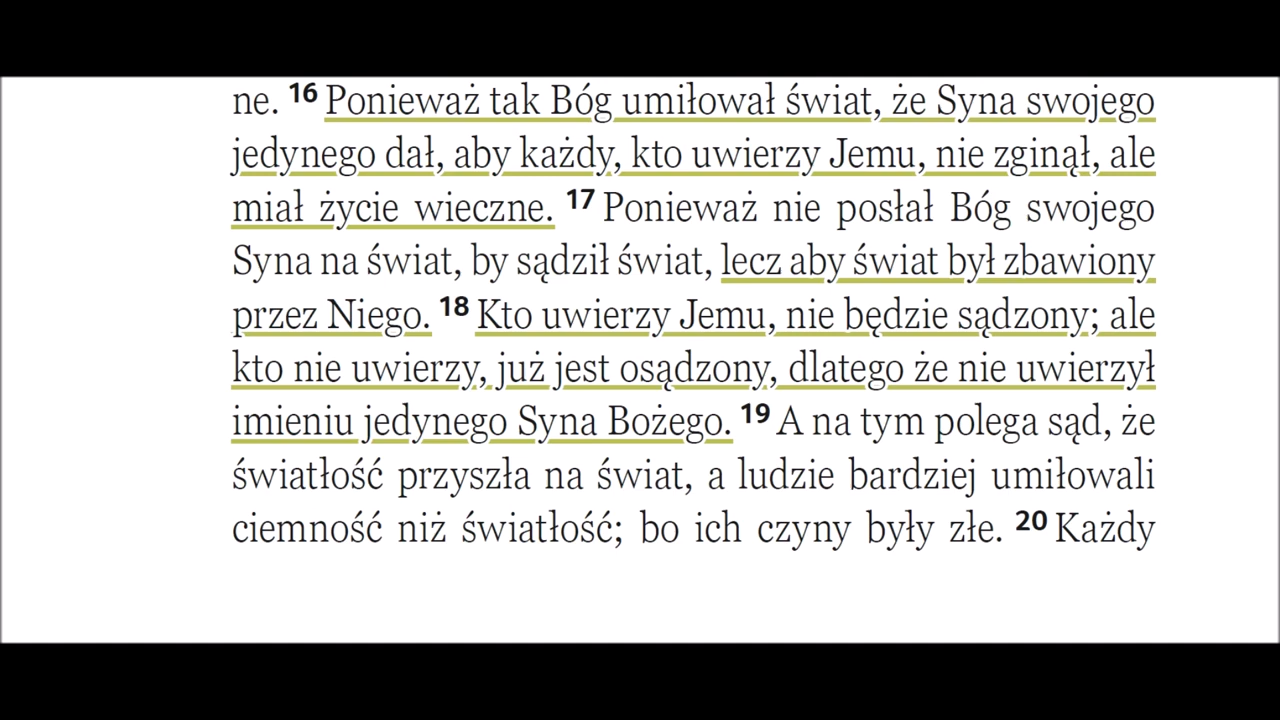 ne. 16 Ponieważ tak Bóg umiłował świat, że Syna swojego
jedynego dał, aby każdy, kto uwierzy Jemu, nie zginął, ale
miał życie wieczne. 17 Ponieważ nie posłał Bóg swojego
Syna na świat, by sądził świat, lecz aby świat był zbawiony
przez Niego. 18 Kto uwierzy Jemu, nie będzie sądzony; ale
kto nie uwierzy, już jest osądzony, dlatego że nie uwierzył
imieniu jedynego Syna Bożego. 19 A na tym polega sąd, że
światłość przyszła na świat, a ludzie bardziej umiłowali
ciemność niż światłość; bo ich czyny były złe. 20 Każdy